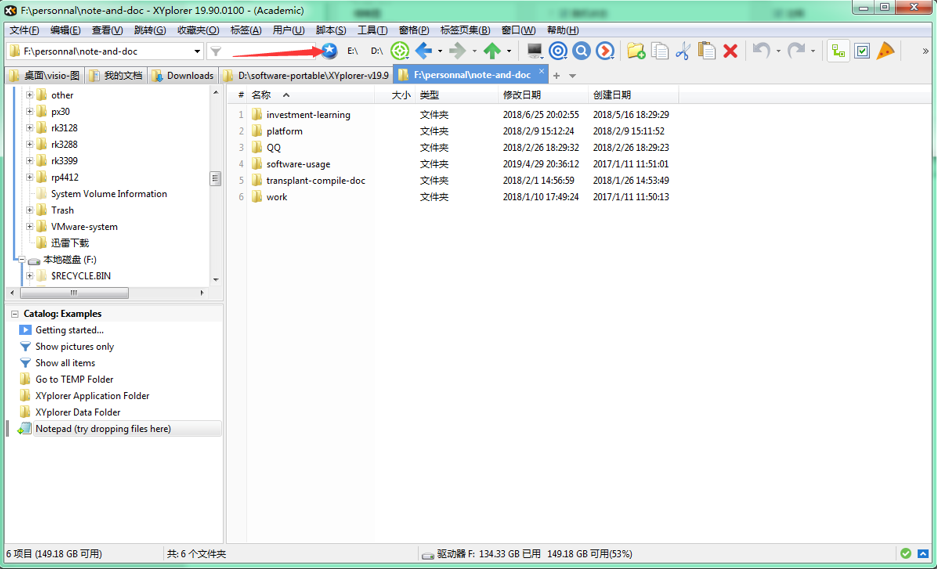 F:\personnal\note-and-doc - XYplorer 19.90.0100 - (Academic)
文件(F) 编辑(E) 查看(V) 跳转(G) 收藏夹(O) 标签(A) 用户(U) 脚本(S) 工具(T) 窗格(P) 标签页集(B) 窗口(W) 帮助(H)
F:\personnal\note-and-doc E:\ D:\ »
桌面\visio-图 我的文档 Downloads D:\software-portable\XYplorer-v19.9 F:\personnal\note-and-doc
# 名称 大小 类型 修改日期 创建日期
1 investment-learning 文件夹 2018/6/25 20:02:55 2018/5/16 18:29:29
2 platform 文件夹 2018/2/9 15:12:24 2018/2/9 15:11:52
3 QQ 文件夹 2018/2/26 18:29:32 2018/2/26 18:29:23
4 software-usage 文件夹 2019/4/29 20:36:12 2017/1/11 11:51:01
5 transplant-compile-doc 文件夹 2018/2/1 14:56:59 2018/1/26 14:53:49
6 work 文件夹 2018/1/10 17:49:24 2017/1/11 11:50:13
other
px30
rk3128
rk3288
rk3399
rp4412
System Volume Information
Trash
VMware-system
迅雷下载
本地磁盘 (F:)
$RECYCLE.BIN
Catalog: Examples
Getting started...
Show pictures only
Show all items
Go to TEMP Folder
XYplorer Application Folder
XYplorer Data Folder
Notepad (try dropping files here)
6 项目 (149.18 GB 可用) 共: 6 个文件夹 驱动器 F: 134.33 GB 已用 149.18 GB 可用(53%)